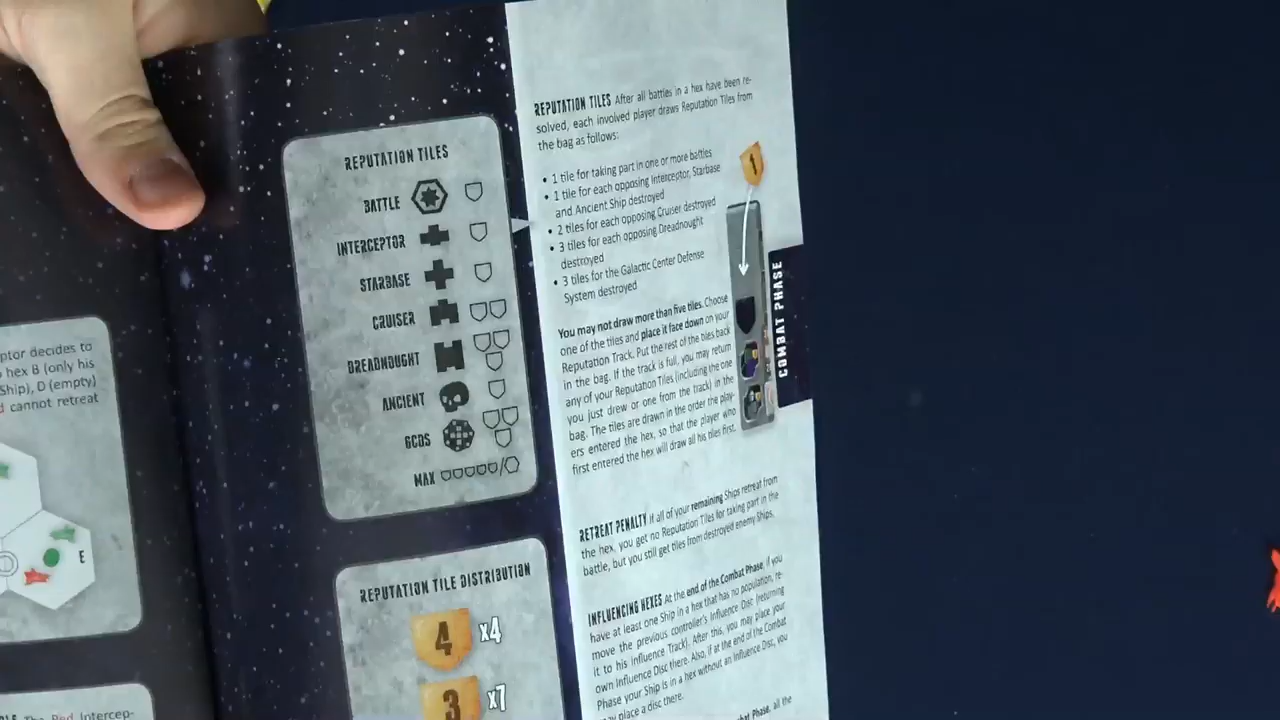 ptor decides to
hex B (only his
Ship), D (empty)
cannot retreat
E
Red Intercep-
REPUTATION TILES
BATTLE
INTERCEPTOR
STARBASE
CRUISER
DREADNOUGHT
ANCIENT
GCDS
MAX
REPUTATION TILE DISTRIBUTION
4 x4
3 x7
REPUTATION TILES After all battles in a hex have been re-
solved, each involved player draws Reputation Tiles from
the bag as follows:
• 1 tile for taking part in one or more battles
• 1 tile for each opposing Interceptor, Starbase
and Ancient Ship destroyed
• 2 tiles for each opposing Cruiser destroyed
• 3 tiles for each opposing Dreadnought
destroyed
• 3 tiles for the Galactic Center Defense
System destroyed
1
You may not draw more than five tiles. Choose
one of the tiles and place it face down on your
Reputation Track. Put the rest of the tiles back
in the bag. If the track is full, you may return
any of your Reputation Tiles (including the one
you just drew or one from the track) in the
bag. The tiles are drawn in the order the play-
ers entered the hex, so that the player who
first entered the hex will draw all his tiles first.
RETREAT PENALTY If all of your remaining Ships retreat from
the hex, you get no Reputation Tiles for taking part in the
battle, but you still get tiles from destroyed enemy Ships.
INFLUENCING HEXES At the end of the Combat Phase, if you
have at least one Ship in a hex that has no population, re-
move the previous controller's Influence Disc (returning
it to his Influence Track). After this, you may place your
own Influence Disc there. Also, if at the end of the Combat
Phase your Ship is in a hex without an Influence Disc, you
may place a disc there.
Phase, all the
COMBAT PHASE